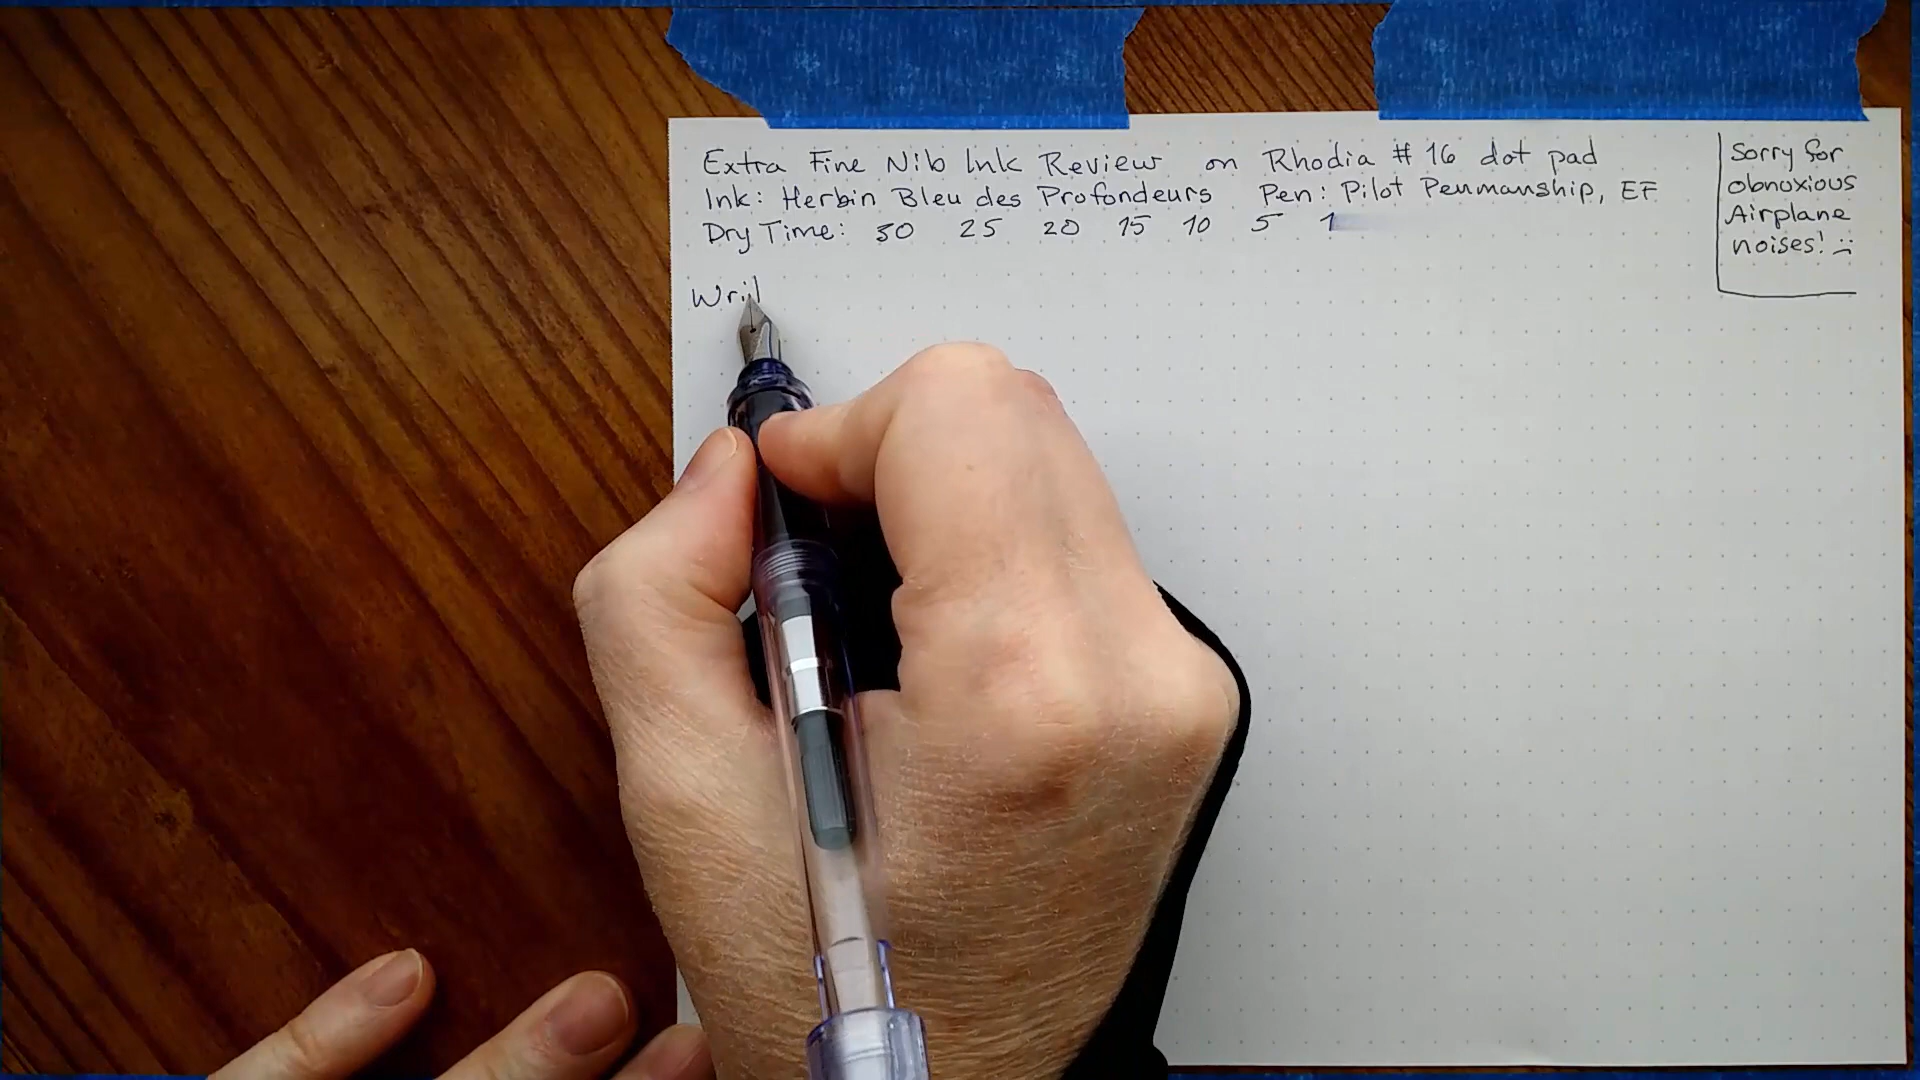 Extra Fine Nib Ink Review on Rhodia # 16 dot pad
Ink: Herbin Bleu des Profondeurs Pen: Pilot Penmanship, EF
Dry Time: 30 25 20 15 10 5 1
Sorry for
obnoxious
Airplane
noises! :(